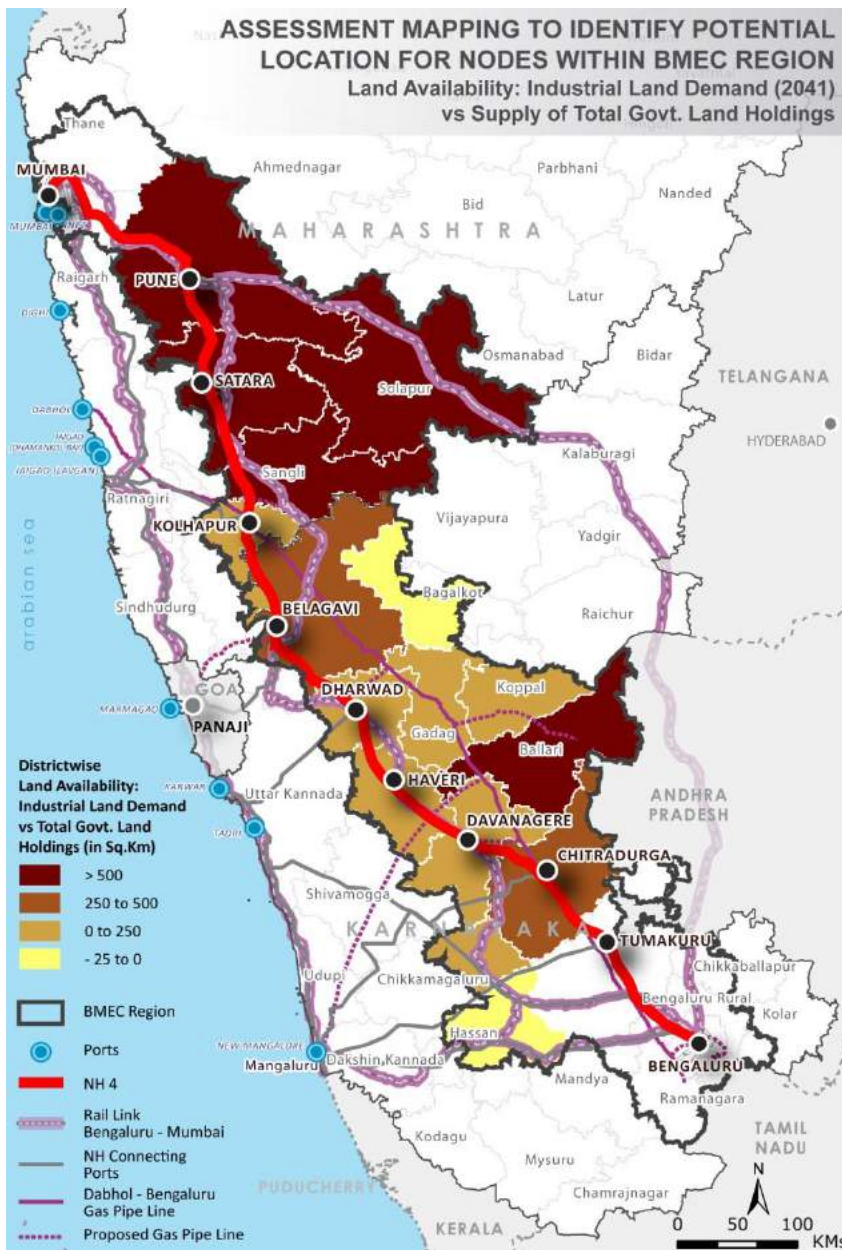 ASSESSMENT MAPPING TO IDENTIFY POTENTIAL
LOCATION FOR NODES WITHIN BMEC REGION
Land Availability: Industrial Land Demand (2041)
vs Supply of Total Govt. Land Holdings
Thane
MUMBAI
MUMBAI
Ahmednagar
Parbhani
Nanded
Bid
MAHARASHTRA
Raigarh
PUNE
Latur
DIGHI
Osmanabad
Bidar
SATARA
Solapur
TELANGANA
DABHOL
HYDERABAD
JAIGAD
(DHAMANKOL BAY)
JAIGAD (LAVGAN)
Kalaburagi
Sangli
Ratnagiri
Vijayapura
KOLHAPUR
Yadgir
arabian sea
Bagalkot
Sindhudurg
Raichur
BELAGAVI
DHARWAD
Koppal
GOA
MARMAGAO
PANAJI
Gadag
Ballari
Districtwise
Land Availability:
Industrial Land Demand
vs Total Govt. Land
Holdings (in Sq.Km)
KARWAR
Uttar Kannada
HAVERI
ANDHRA
PRADESH
TADRI
DAVANAGERE
CHITRADURGA
> 500
250 to 500
0 to 250
- 25 to 0
Shivamogga
KARNATAKA
TUMAKURU
Udupi
Chikkamagaluru
Chikkaballapur
Bengaluru Rural
Kolar
BMEC Region
Hassan
Ports
NEW MANGALORE
Mangaluru
Dakshin Kannada
BENGALURU
Mandya
Ramanagara
NH 4
Rail Link
Bengaluru - Mumbai
Kodagu
TAMIL
NADU
NH Connecting
Ports
Mysuru
N
Dabhol - Bengaluru
Gas Pipe Line
PUDUCHERRY
Chamrajnagar
Proposed Gas Pipe Line
KERALA
0 50 100
KMs